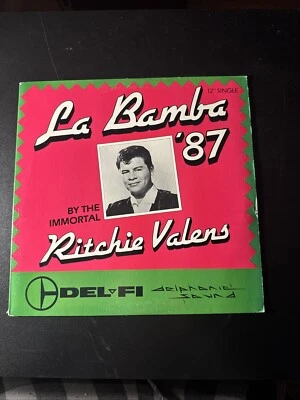 12" SINGLE
La Bamba
'87
BY THE
IMMORTAL
Ritchie Valens
DEL-FI
delphonic
sound